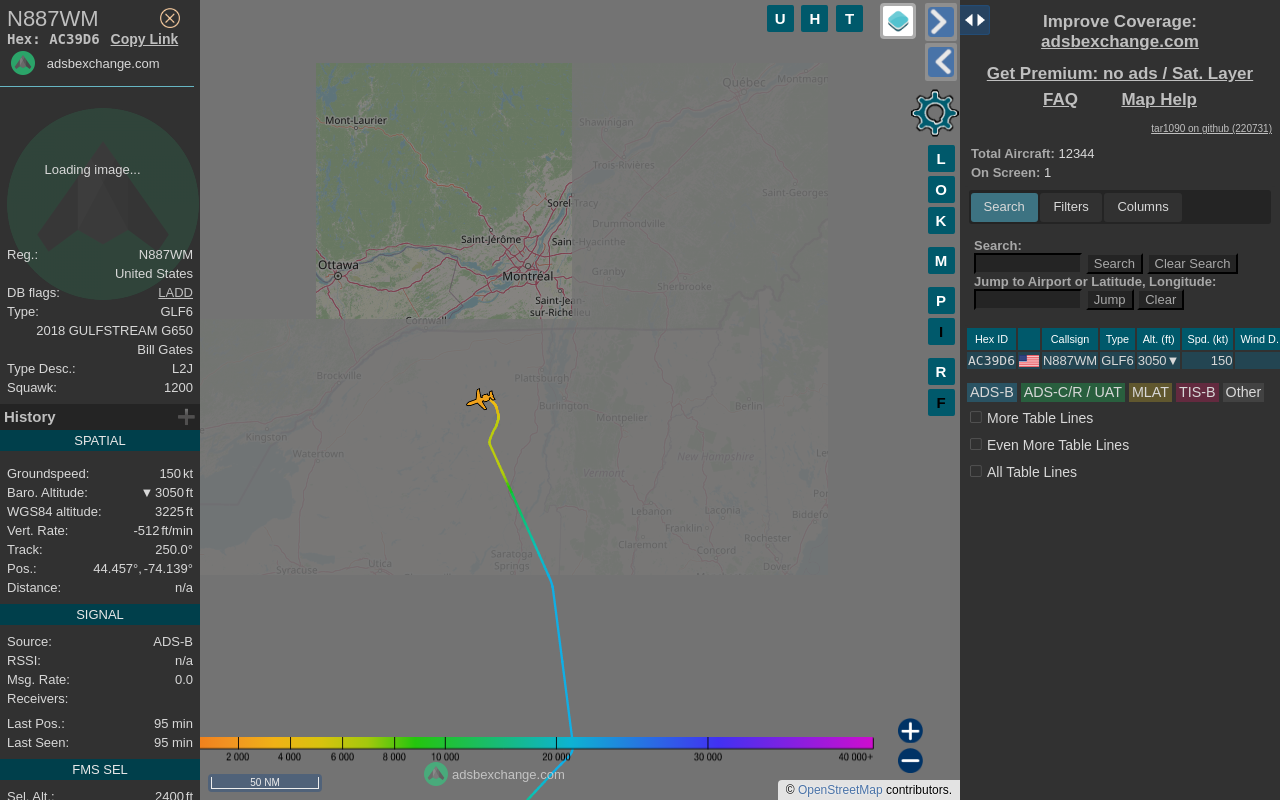 N887WM
Hex: AC39D6 Copy Link
adsbexchange.com
Loading image...
Reg.: N887WM
United States
DB flags: LADD
Type: GLF6
2018 GULFSTREAM G650
Bill Gates
Type Desc.: L2J
Squawk: 1200
History
SPATIAL
Groundspeed: 150 kt
Baro. Altitude: ▼ 3050 ft
WGS84 altitude: 3225 ft
Vert. Rate: -512 ft/min
Track: 250.0°
Pos.: 44.457°, -74.139°
Distance: n/a
SIGNAL
Source: ADS-B
RSSI: n/a
Msg. Rate: 0.0
Receivers:
Last Pos.: 95 min
Last Seen: 95 min
FMS SEL
Sel. Alt.: 2400 ft
U H T
L
O
K
M
P
I
R
F
Québec
Montmagn
Mont-Laurier
Shawinigan
Trois-Rivières
Saint-Georges
Sorel-Tracy
Drummondville
Saint-Jérôme
Saint-Hyacinthe
Ottawa
Montréal
Granby
Sherbrooke
Saint-Jean-
sur-Richelieu
Cornwall
Brockville
Plattsburgh
Burlington
Montpelier
Berlin
Kingston
Watertown
Vermont
New Hampshire
Le
Por
Lebanon
Laconia
Biddefo
Franklin
Claremont
Concord
Rochester
Saratoga
Springs
Utica
Syracuse
Dover
2 000 4 000 6 000 8 000 10 000 20 000 30 000 40 000+
adsbexchange.com
50 NM
© OpenStreetMap contributors.
Improve Coverage:
adsbexchange.com
Get Premium: no ads / Sat. Layer
FAQ Map Help
tar1090 on github (220731)
Total Aircraft: 12344
On Screen: 1
Search Filters Columns
Search:
Search Clear Search
Jump to Airport or Latitude, Longitude:
Jump Clear
Hex ID Callsign Type Alt. (ft) Spd. (kt) Wind D.
AC39D6 N887WM GLF6 3050▼ 150
ADS-B ADS-C/R / UAT MLAT TIS-B Other
More Table Lines
Even More Table Lines
All Table Lines